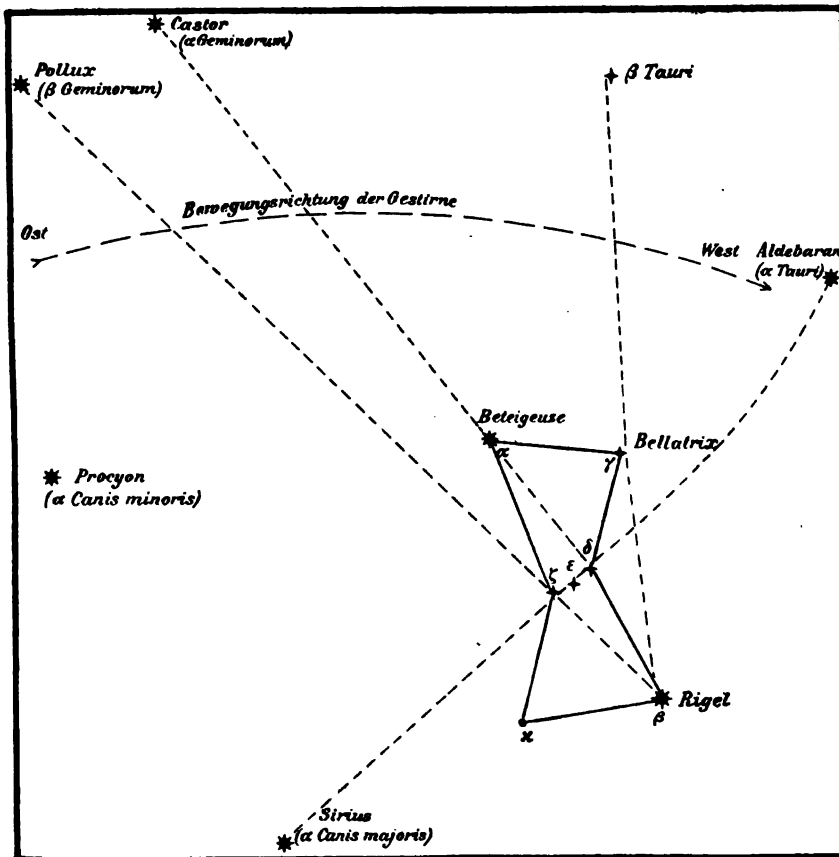 Castor
(α Geminorum)
Pollux
(β Geminorum)
β Tauri
Bewegungsrichtung der Gestirne
Ost
West
Aldebaran
(α Tauri)
Beteigeuze
α
γ
Bellatrix
Procyon
(α Canis minoris)
δ
ε
ζ
Rigel
β
ϰ
Sirius
(α Canis majoris)